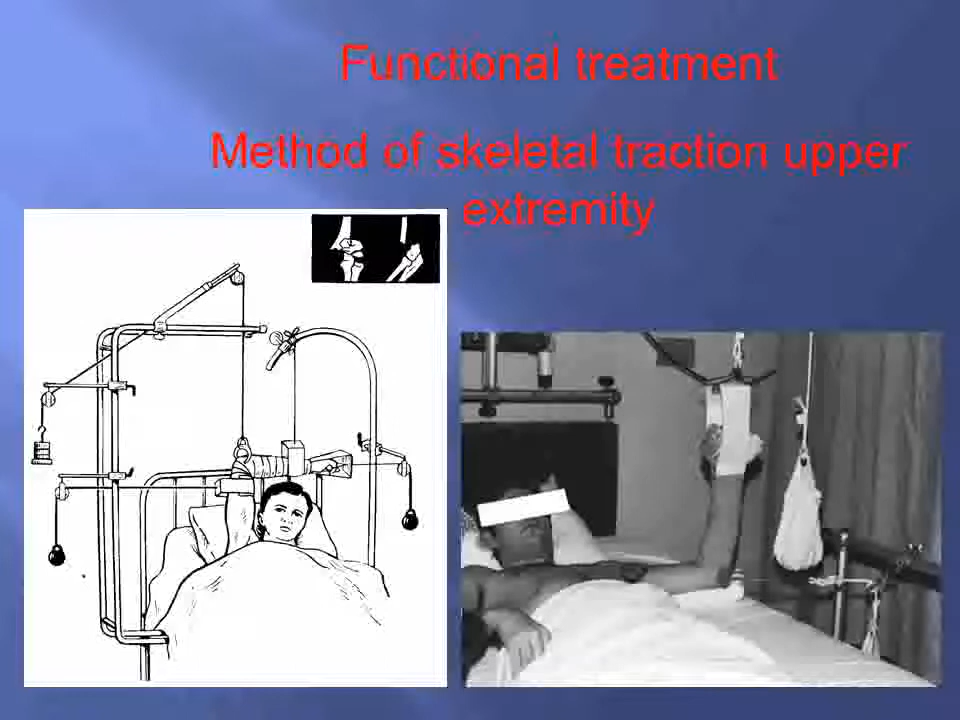 Functional treatment
Method of skeletal traction upper
extremity